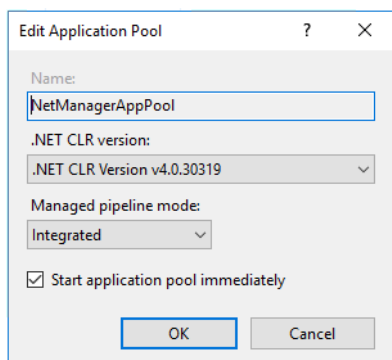 Edit Application Pool
Name:
NetManagerAppPool
.NET CLR version:
.NET CLR Version v4.0.30319
Managed pipeline mode:
Integrated
Start application pool immediately
OK
Cancel